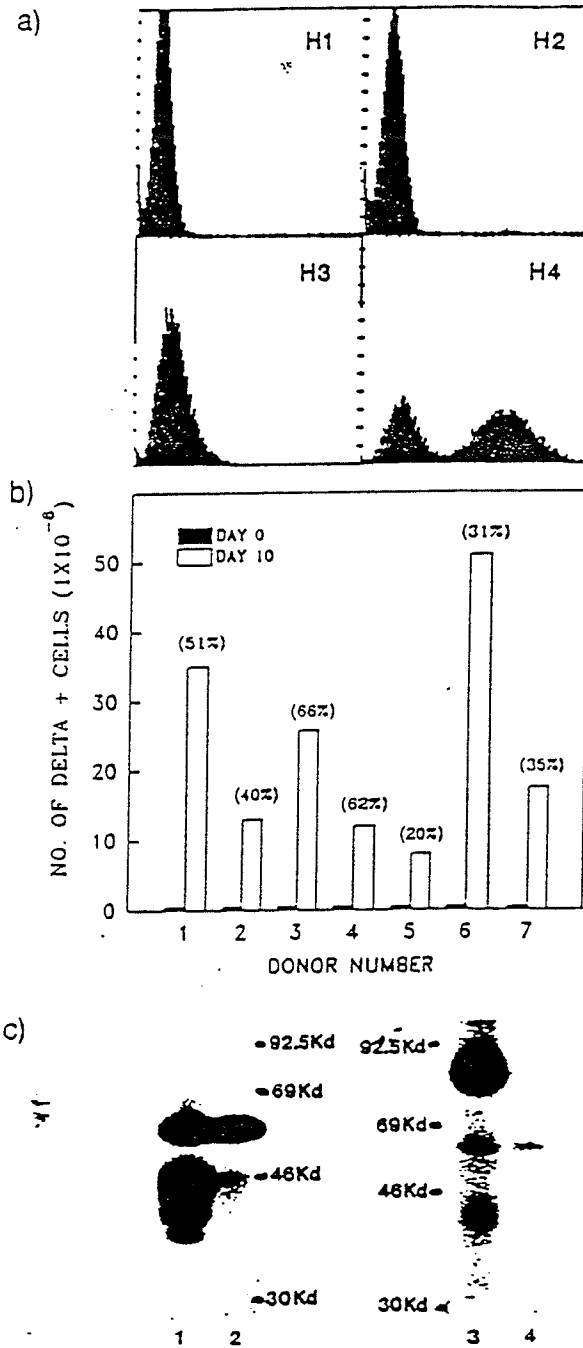 a)
H1 H2
H3 H4
b)
NO. OF DELTA + CELLS (1X10⁻⁶)
50
40
30
20
10
0
DAY 0
DAY 10
(51%) (40%) (66%) (62%) (20%) (31%) (35%)
1 2 3 4 5 6 7
DONOR NUMBER
c)
92.5Kd 92.5Kd
69Kd 69Kd
46Kd 46Kd
30Kd 30Kd
1 2 3 4